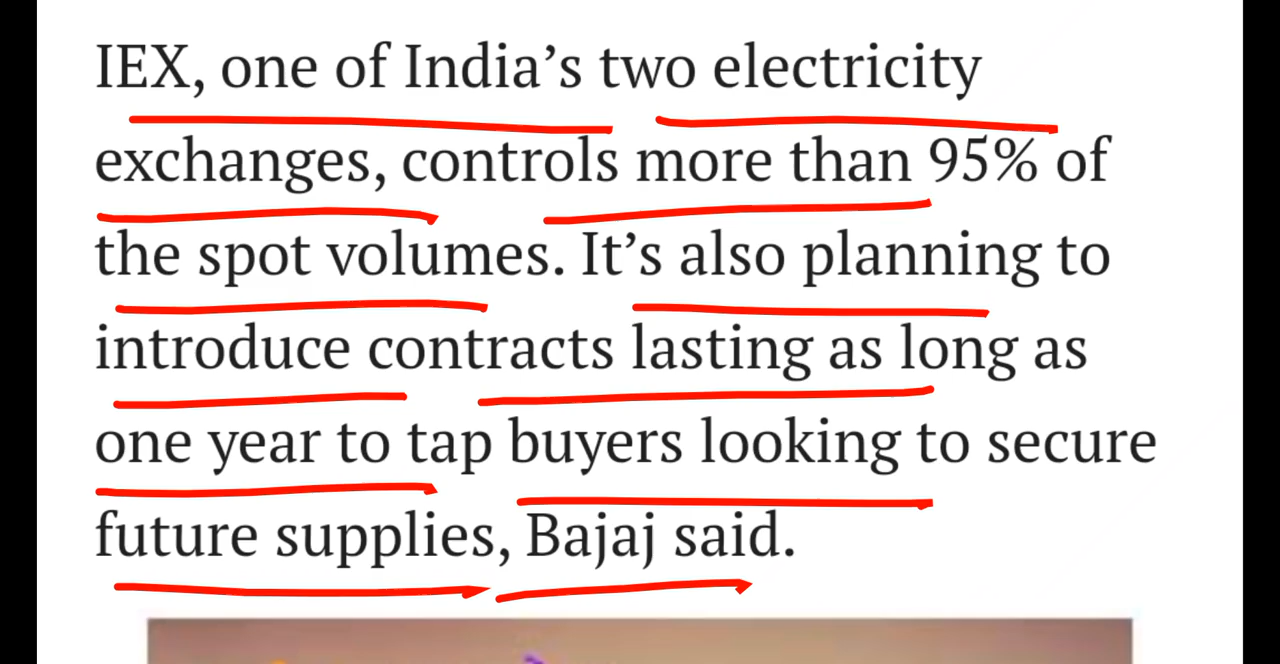 IEX, one of India’s two electricity
exchanges, controls more than 95% of
the spot volumes. It’s also planning to
introduce contracts lasting as long as
one year to tap buyers looking to secure
future supplies, Bajaj said.